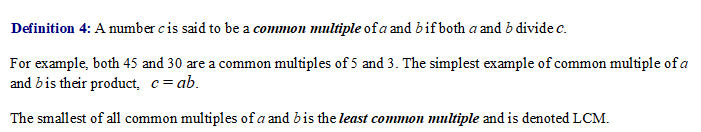 Definition 4: A number c is said to be a common multiple of a and b if both a and b divide c.
For example, both 45 and 30 are a common multiples of 5 and 3. The simplest example of common multiple of a
and b is their product, c = ab.
The smallest of all common multiples of a and b is the least common multiple and is denoted LCM.